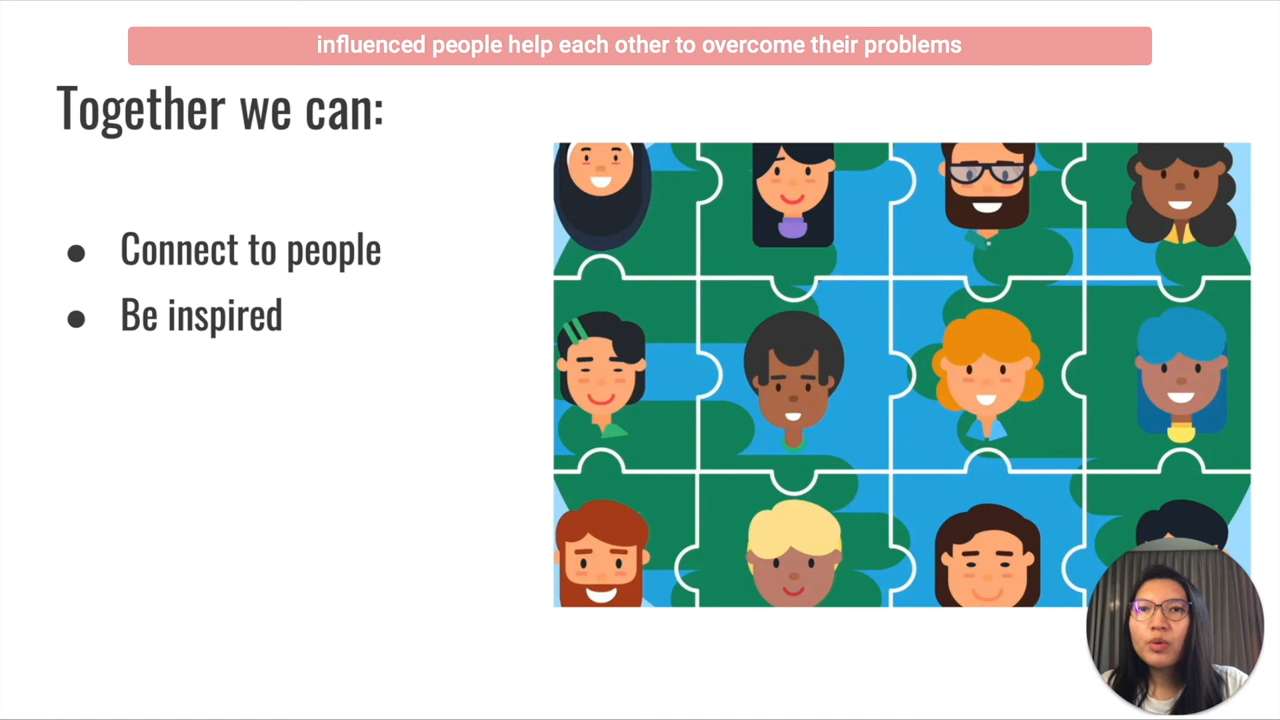 influenced people help each other to overcome their problems
Together we can:
● Connect to people
● Be inspired